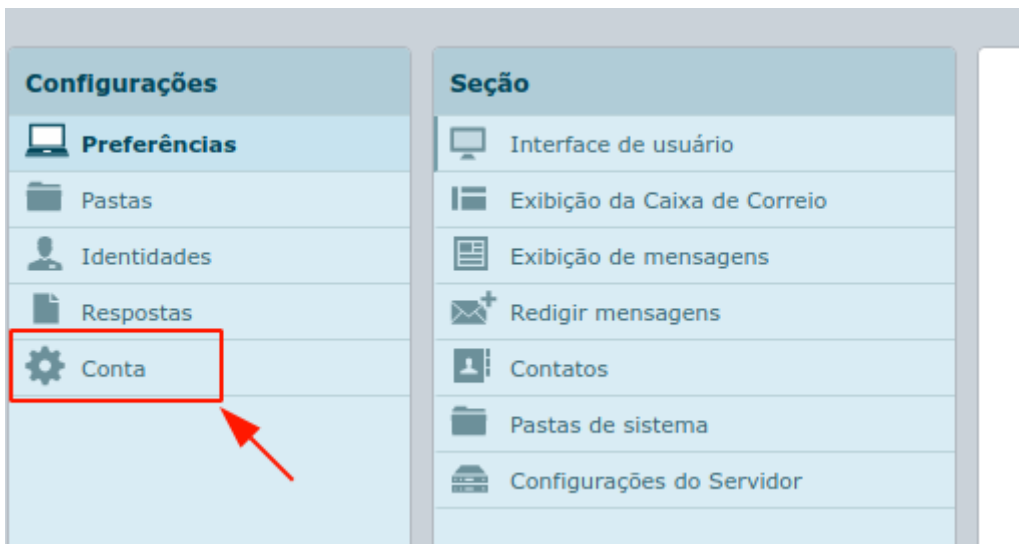 Configurações
Preferências
Pastas
Identidades
Respostas
Conta
Seção
Interface de usuário
Exibição da Caixa de Correio
Exibição de mensagens
Redigir mensagens
Contatos
Pastas de sistema
Configurações do Servidor